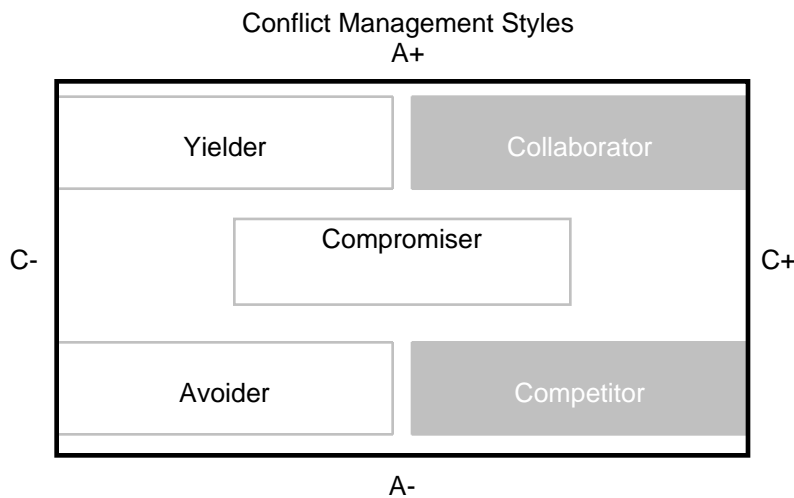 Conflict Management Styles
A+
Yielder
Collaborator
Compromiser
C-
C+
Avoider
Competitor
A-